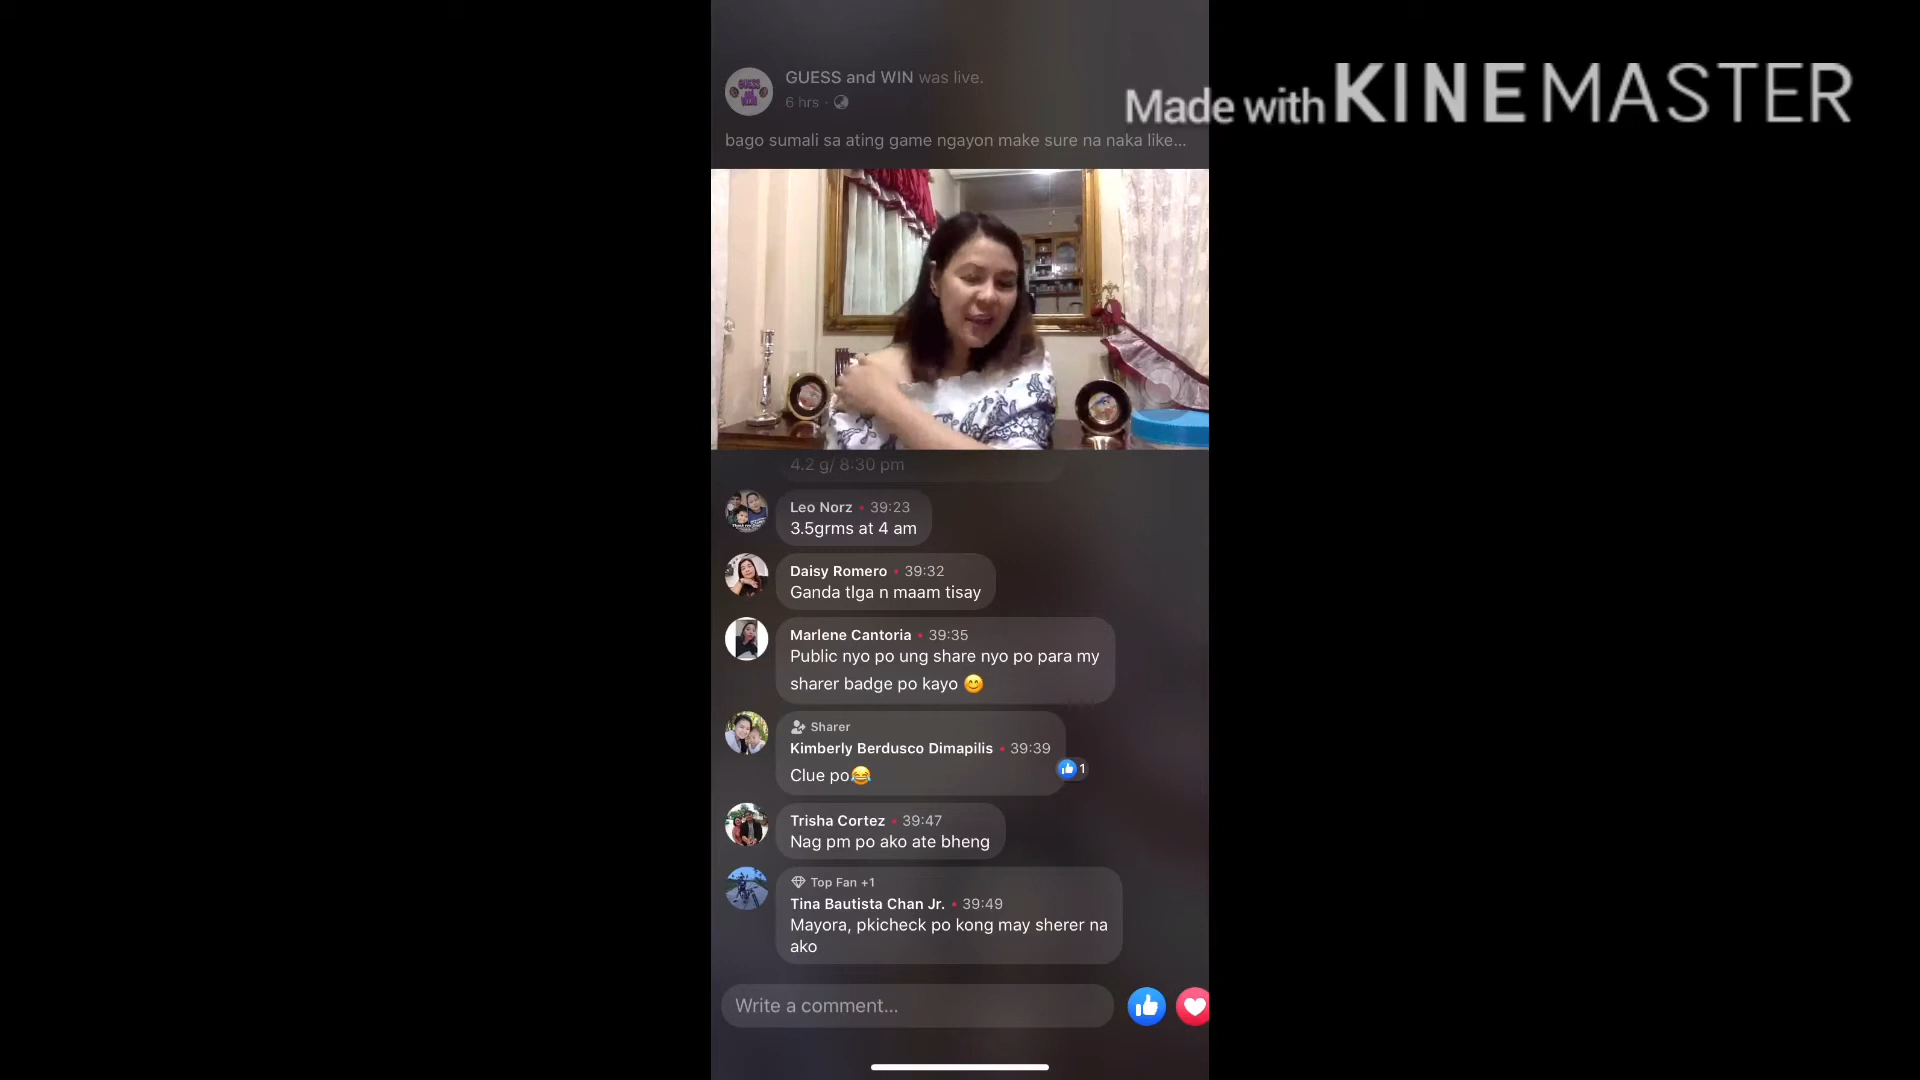 GUESS and WIN was live.
6 hrs ·
Made with KINEMASTER
bago sumali sa ating game ngayon make sure na naka like...
4.2 g/ 8:30 pm
Leo Norz • 39:23
3.5grms at 4 am
Daisy Romero • 39:32
Ganda tlga n maam tisay
Marlene Cantoria • 39:35
Public nyo po ung share nyo po para my
sharer badge po kayo 😊
Sharer
Kimberly Berdusco Dimapilis • 39:39
Clue po😂
1
Trisha Cortez • 39:47
Nag pm po ako ate bheng
Top Fan +1
Tina Bautista Chan Jr. • 39:49
Mayora, pkicheck po kong may sherer na
ako
Write a comment...